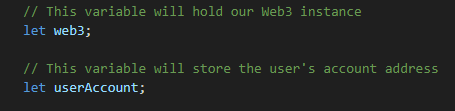 // This variable will hold our Web3 instance
let web3;
// This variable will store the user's account address
let userAccount;